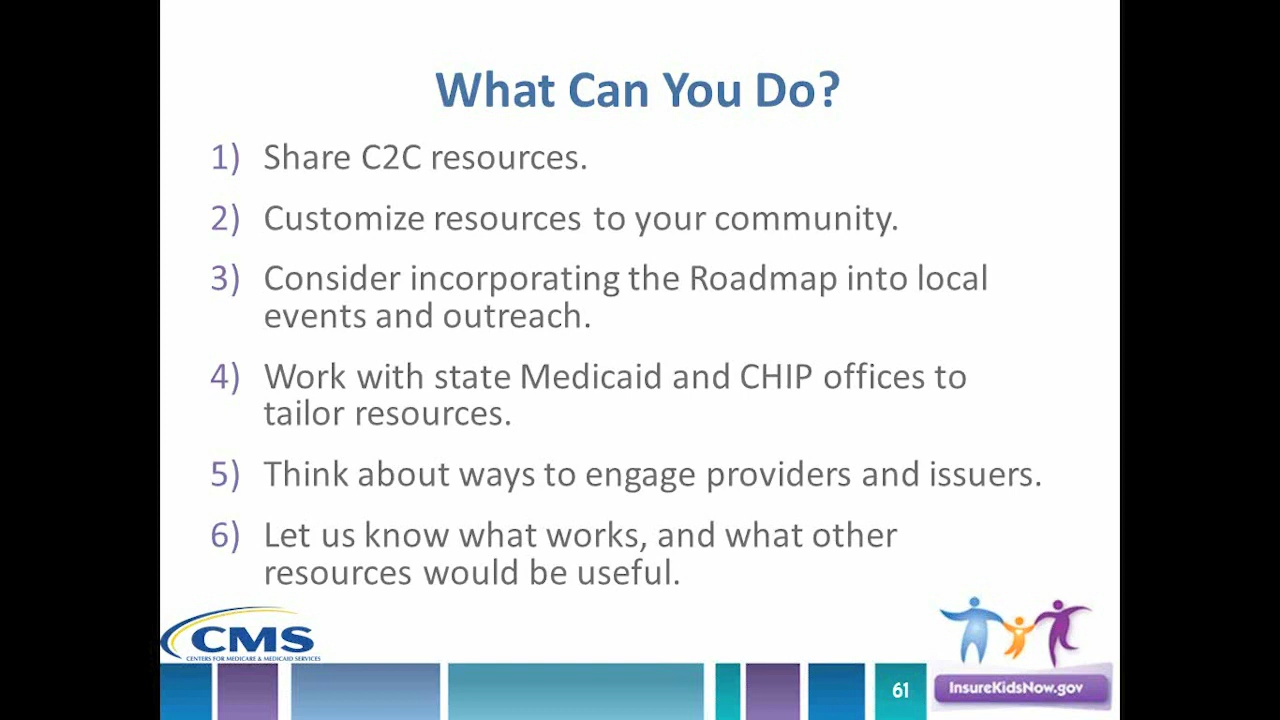 What Can You Do?
1) Share C2C resources.
2) Customize resources to your community.
3) Consider incorporating the Roadmap into local
events and outreach.
4) Work with state Medicaid and CHIP offices to
tailor resources.
5) Think about ways to engage providers and issuers.
6) Let us know what works, and what other
resources would be useful.
CMS
CENTERS FOR MEDICARE & MEDICAID SERVICES
61
InsureKidsNow.gov